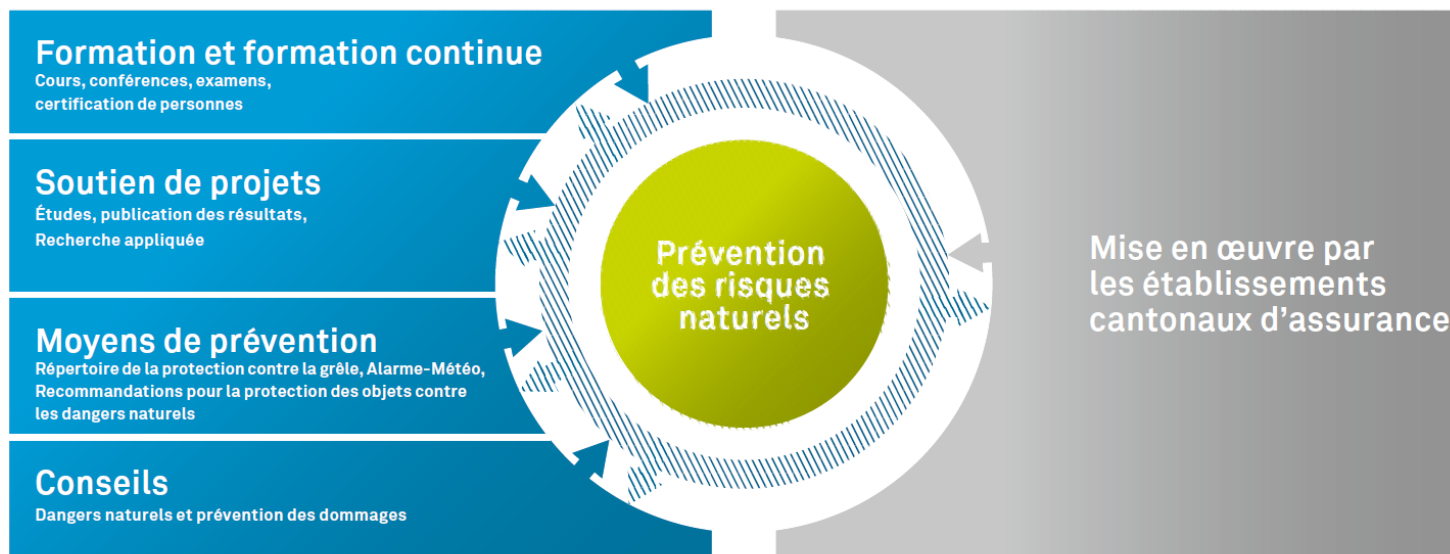 Formation et formation continue
Cours, conférences, examens,
certification de personnes
Soutien de projets
Études, publication des résultats,
Recherche appliquée
Moyens de prévention
Répertoire de la protection contre la grêle, Alarme-Météo,
Recommandations pour la protection des objets contre
les dangers naturels
Conseils
Dangers naturels et prévention des dommages
Prévention
des risques
naturels
Mise en œuvre par
les établissements
cantonaux d’assurance